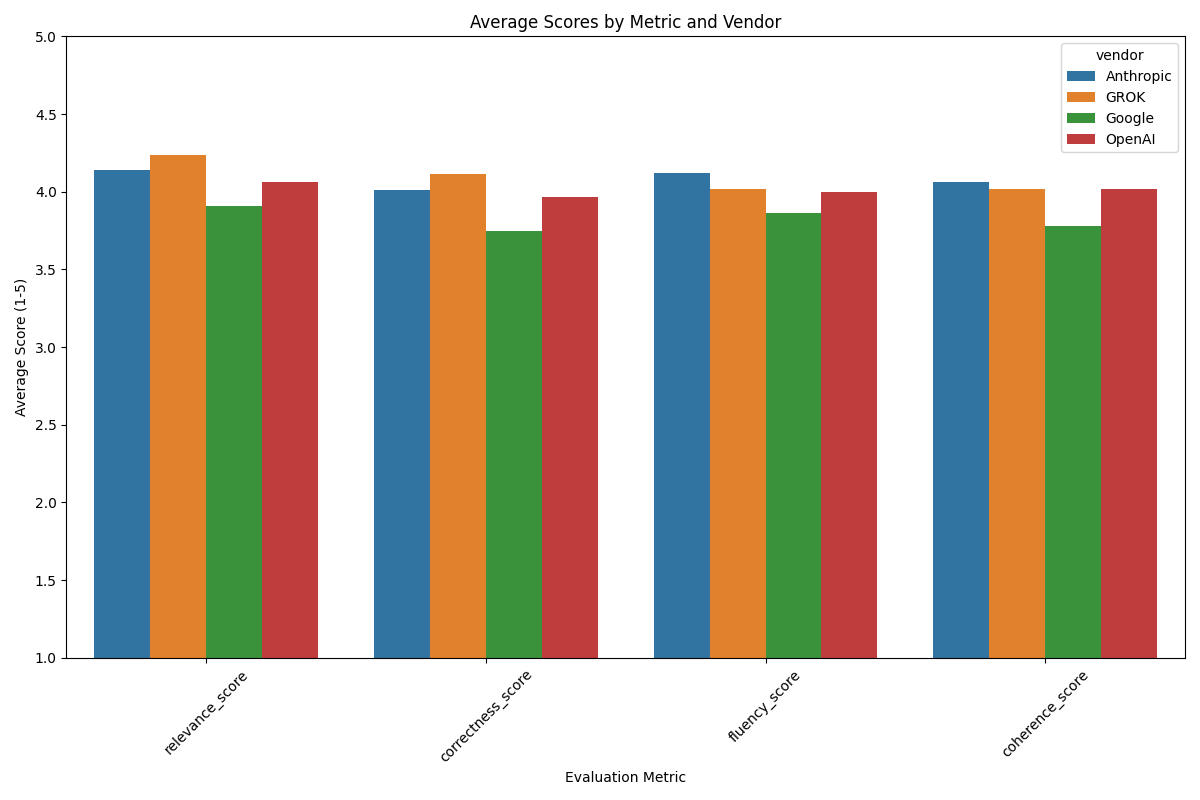 Average Scores by Metric and Vendor
vendor
Anthropic
GROK
Google
OpenAI
Average Score (1-5)
5.0
4.5
4.0
3.5
3.0
2.5
2.0
1.5
1.0
relevance_score
correctness_score
fluency_score
coherence_score
Evaluation Metric